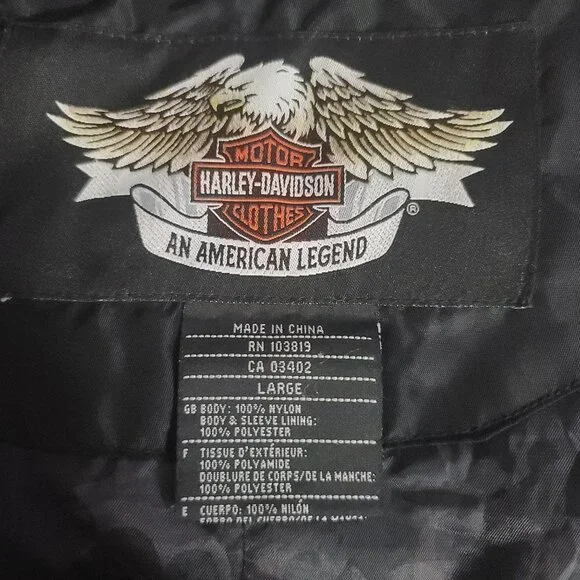 MOTOR
HARLEY-DAVIDSON
CLOTHES
®
AN AMERICAN LEGEND
MADE IN CHINA
RN 103819
CA 03402
LARGE
GB BODY: 100% NYLON
BODY & SLEEVE LINING:
100% POLYESTER
F TISSUE D'EXTÉRIEUR:
100% POLYAMIDE
DOUBLURE DE CORPS/DE LA MANCHE:
100% POLYESTER
E CUERPO: 100% NILÓN